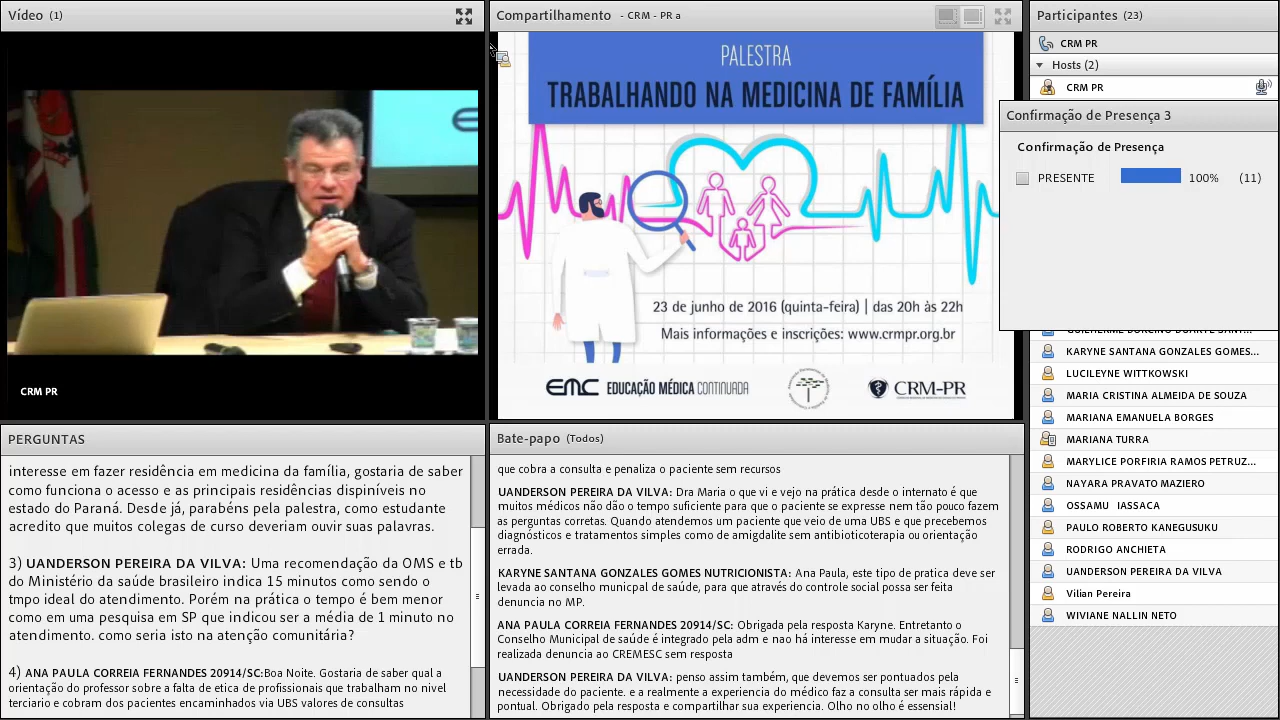 Vídeo (1)
CRM PR
Compartilhamento - CRM - PR a
PALESTRA
TRABALHANDO NA MEDICINA DE FAMÍLIA
23 de junho de 2016 (quinta-feira) | das 20h às 22h
Mais informações e inscrições: www.crmpr.org.br
EMC EDUCAÇÃO MÉDICA CONTINUADA
CRM-PR
Participantes (23)
CRM PR
Hosts (2)
CRM PR
Confirmação de Presença 3
Confirmação de Presença
PRESENTE 100% (11)
KARYNE SANTANA GONZALES GOMES...
LUCILEYNE WITTKOWSKI
MARIA CRISTINA ALMEIDA DE SOUZA
MARIANA EMANUELA BORGES
MARIANA TURRA
MARYLICE PORFIRIA RAMOS PETRUZ...
NAYARA PRAVATO MAZIERO
OSSAMU IASSACA
PAULO ROBERTO KANEGUSUKU
RODRIGO ANCHIETA
UANDERSON PEREIRA DA VILVA
Vilian Pereira
WIVIANE NALLIN NETO
PERGUNTAS
interesse em fazer residência em medicina da família, gostaria de saber
como funciona o acesso e as principais residências dispiníveis no
estado do Paraná. Desde já, parabéns pela palestra, como estudante
acredito que muitos colegas de curso deveriam ouvir suas palavras.
3) UANDERSON PEREIRA DA VILVA: Uma recomendação da OMS e tb
do Ministério da saúde brasileiro indica 15 minutos como sendo o
tmpo ideal do atendimento. Porém na prática o tempo é bem menor
como em uma pesquisa em SP que indicou ser a média de 1 minuto no
atendimento. como seria isto na atenção comunitária?
4) ANA PAULA CORREIA FERNANDES 20914/SC:Boa Noite. Gostaria de saber qual a
orientação do professor sobre a falta de etica de profissionais que trabalham no nivel
terciario e cobram dos pacientes encaminhados via UBS valores de consultas
Bate-papo (Todos)
que cobra a consulta e penaliza o paciente sem recursos
UANDERSON PEREIRA DA VILVA: Dra Maria o que vi e vejo na prática desde o internato é que
muitos médicos não dão o tempo suficiente para que o paciente se expresse nem tão pouco fazem
as perguntas corretas. Quando atendemos um paciente que veio de uma UBS e que precebemos
diagnósticos e tratamentos simples como de amigdalite sem antibioticoterapia ou orientação
errada.
KARYNE SANTANA GONZALES GOMES NUTRICIONISTA: Ana Paula, este tipo de pratica deve ser
levada ao conselho municpal de saúde, para que através do controle social possa ser feita
denuncia no MP.
ANA PAULA CORREIA FERNANDES 20914/SC: Obrigada pela resposta Karyne. Entretanto o
Conselho Municipal de saúde é integrado pela adm e nao há interesse em mudar a situação. Foi
realizada denuncia ao CREMESC sem resposta
UANDERSON PEREIRA DA VILVA: penso assim também, que devemos ser pontuados pela
necessidade do paciente. e a realmente a experiencia do médico faz a consulta ser mais rápida e
pontual. Obrigado pela resposta e compartilhar sua experiencia. Olho no olho é essensial!